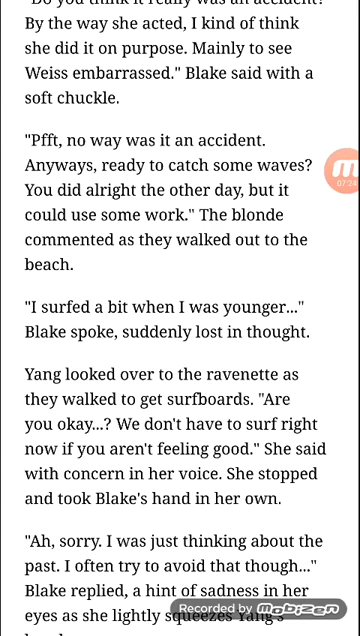 "Do you think it really was an accident?
By the way she acted, I kind of think
she did it on purpose. Mainly to see
Weiss embarrassed." Blake said with a
soft chuckle.
"Pfft, no way was it an accident.
Anyways, ready to catch some waves?
You did alright the other day, but it
could use some work." The blonde
commented as they walked out to the
beach.
"I surfed a bit when I was younger..."
Blake spoke, suddenly lost in thought.
Yang looked over to the ravenette as
they walked to get surfboards. "Are
you okay...? We don't have to surf right
now if you aren't feeling good." She said
with concern in her voice. She stopped
and took Blake's hand in her own.
"Ah, sorry. I was just thinking about the
past. I often try to avoid that though..."
Blake replied, a hint of sadness in her
eyes as she lightly squeezes Yang's
Recorded by Mobizen
07:24